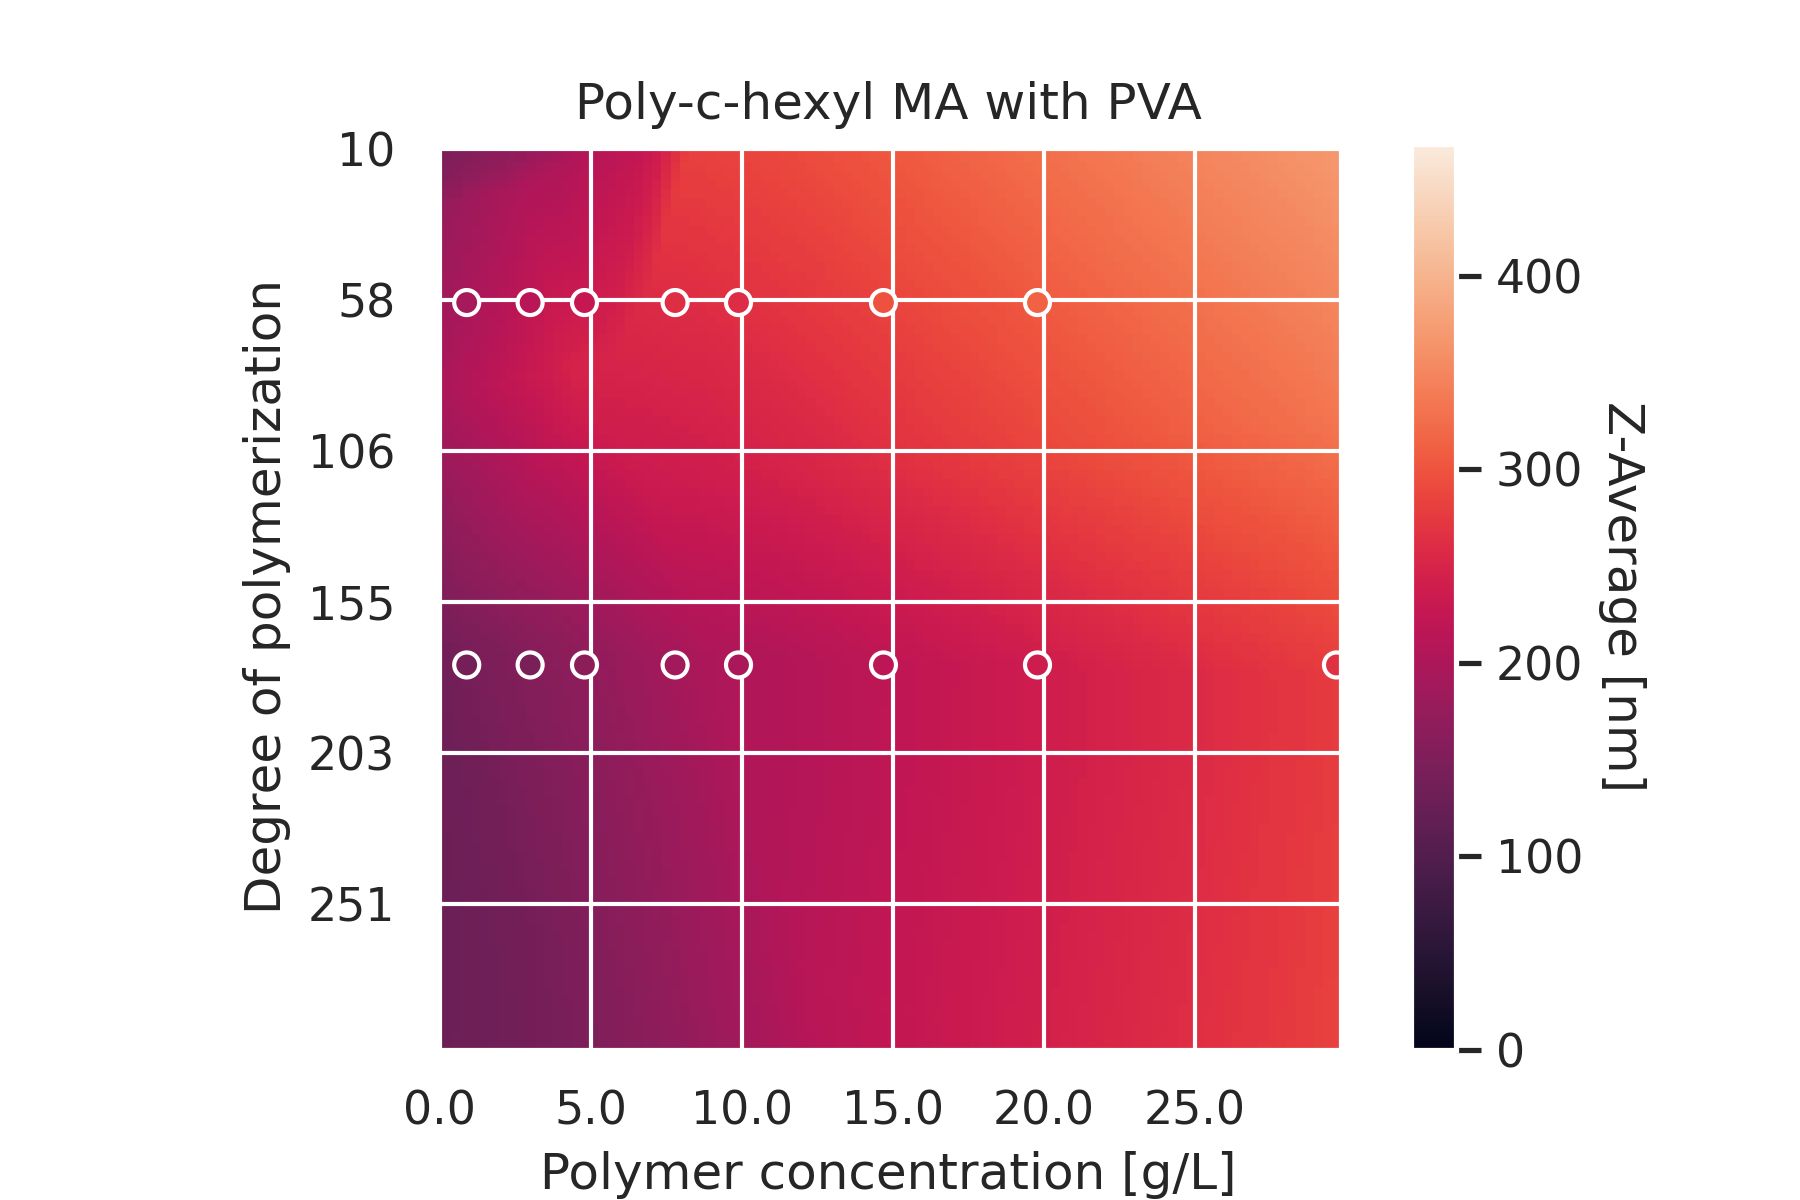 Poly-c-hexyl MA with PVA
10
58
106
155
203
251
Degree of polymerization
0.0 5.0 10.0 15.0 20.0 25.0
Polymer concentration [g/L]
400
300
200
100
0
Z-Average [nm]